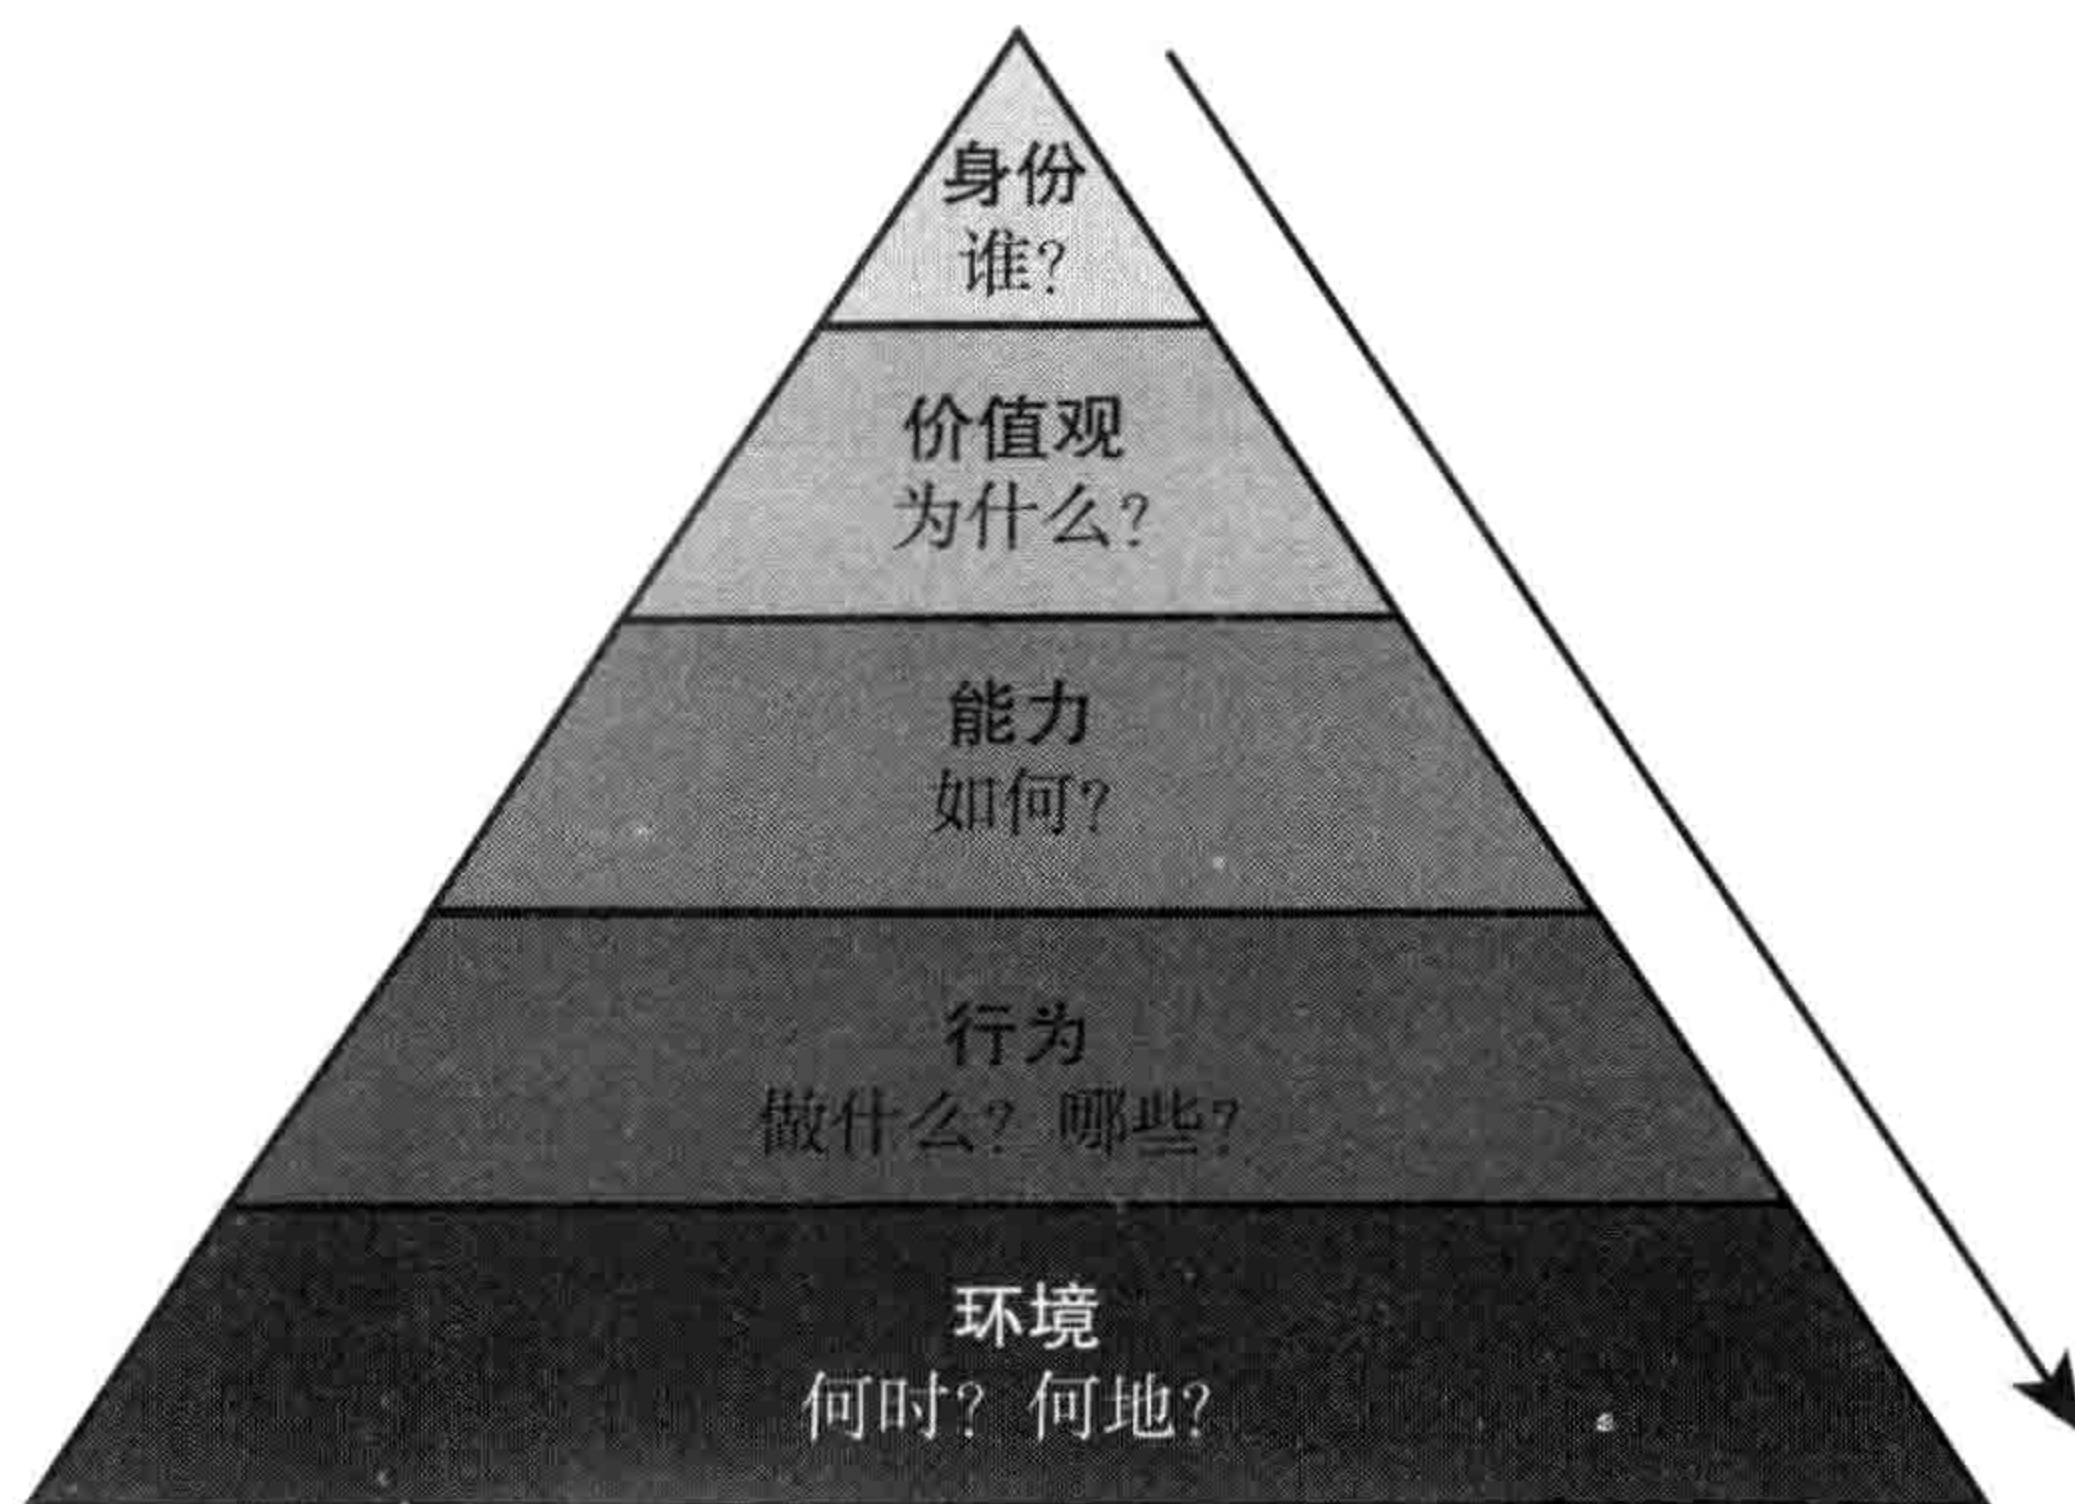 身份
谁?
价值观
为什么?
能力
如何?
行为
做什么? 哪些?
环境
何时? 何地?